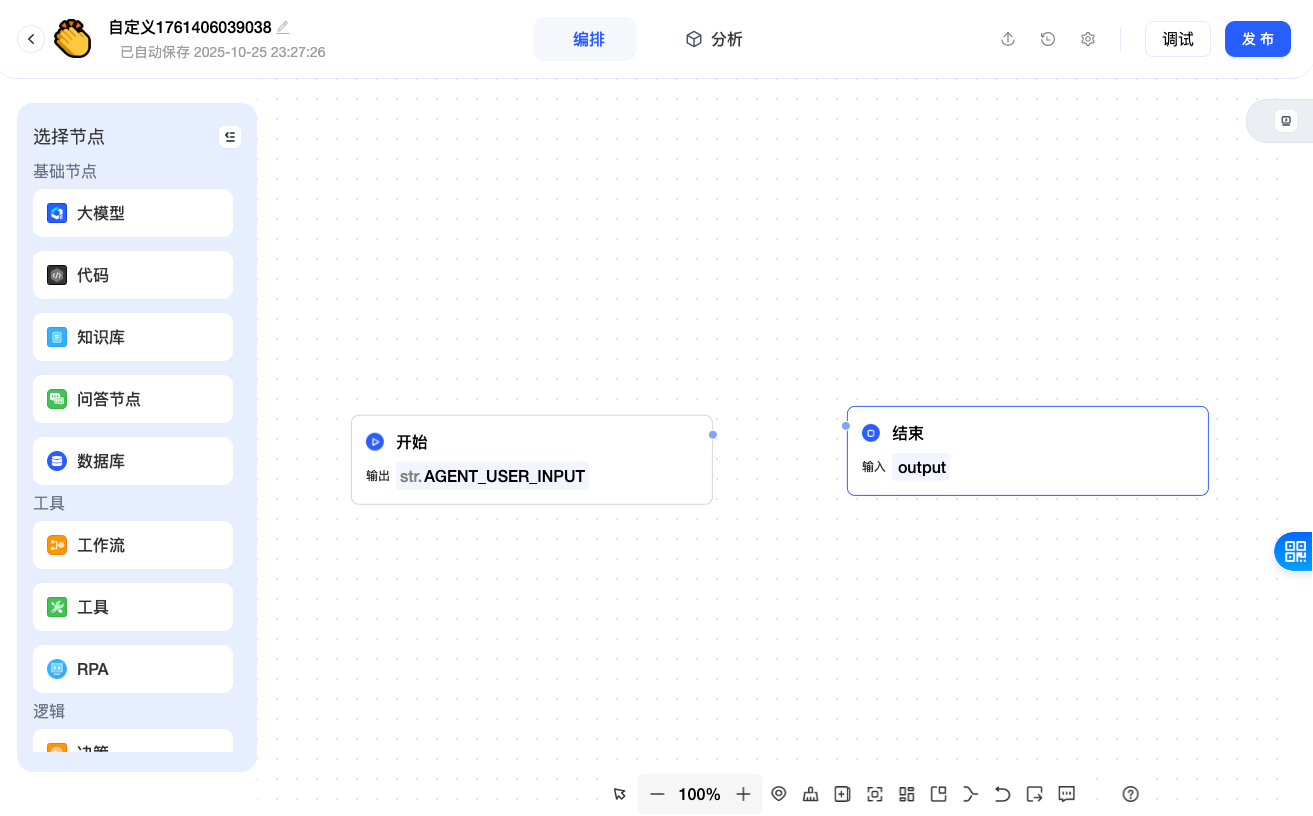 自定义1761406039038
已自动保存 2025-10-25 23:27:26
编排
分析
调试
发 布
选择节点
基础节点
大模型
代码
知识库
问答节点
数据库
工具
工作流
工具
RPA
逻辑
决策
开始
输出 str.AGENT_USER_INPUT
结束
输入 output
100%